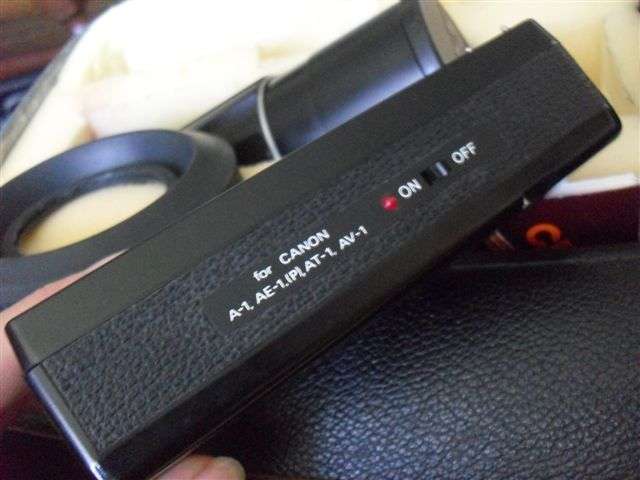 ON OFF
for CANON
A-1, AE-1,(P),AT-1, AV-1